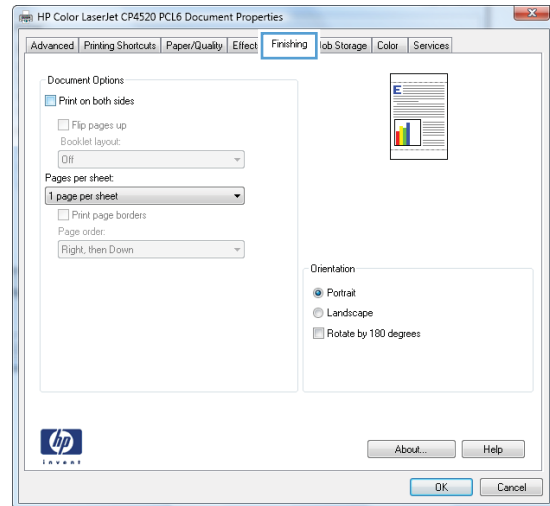 HP Color LaserJet CP4520 PCL6 Document Properties
Advanced Printing Shortcuts Paper/Quality Effect Finishing ob Storage Color Services
Document Options
Print on both sides
Flip pages up
Booklet layout:
Off
Pages per sheet:
1 page per sheet
Print page borders
Page order:
Right, then Down
E
Orientation
Portrait
Landscape
Rotate by 180 degrees
hp
invent
About... Help
OK Cancel